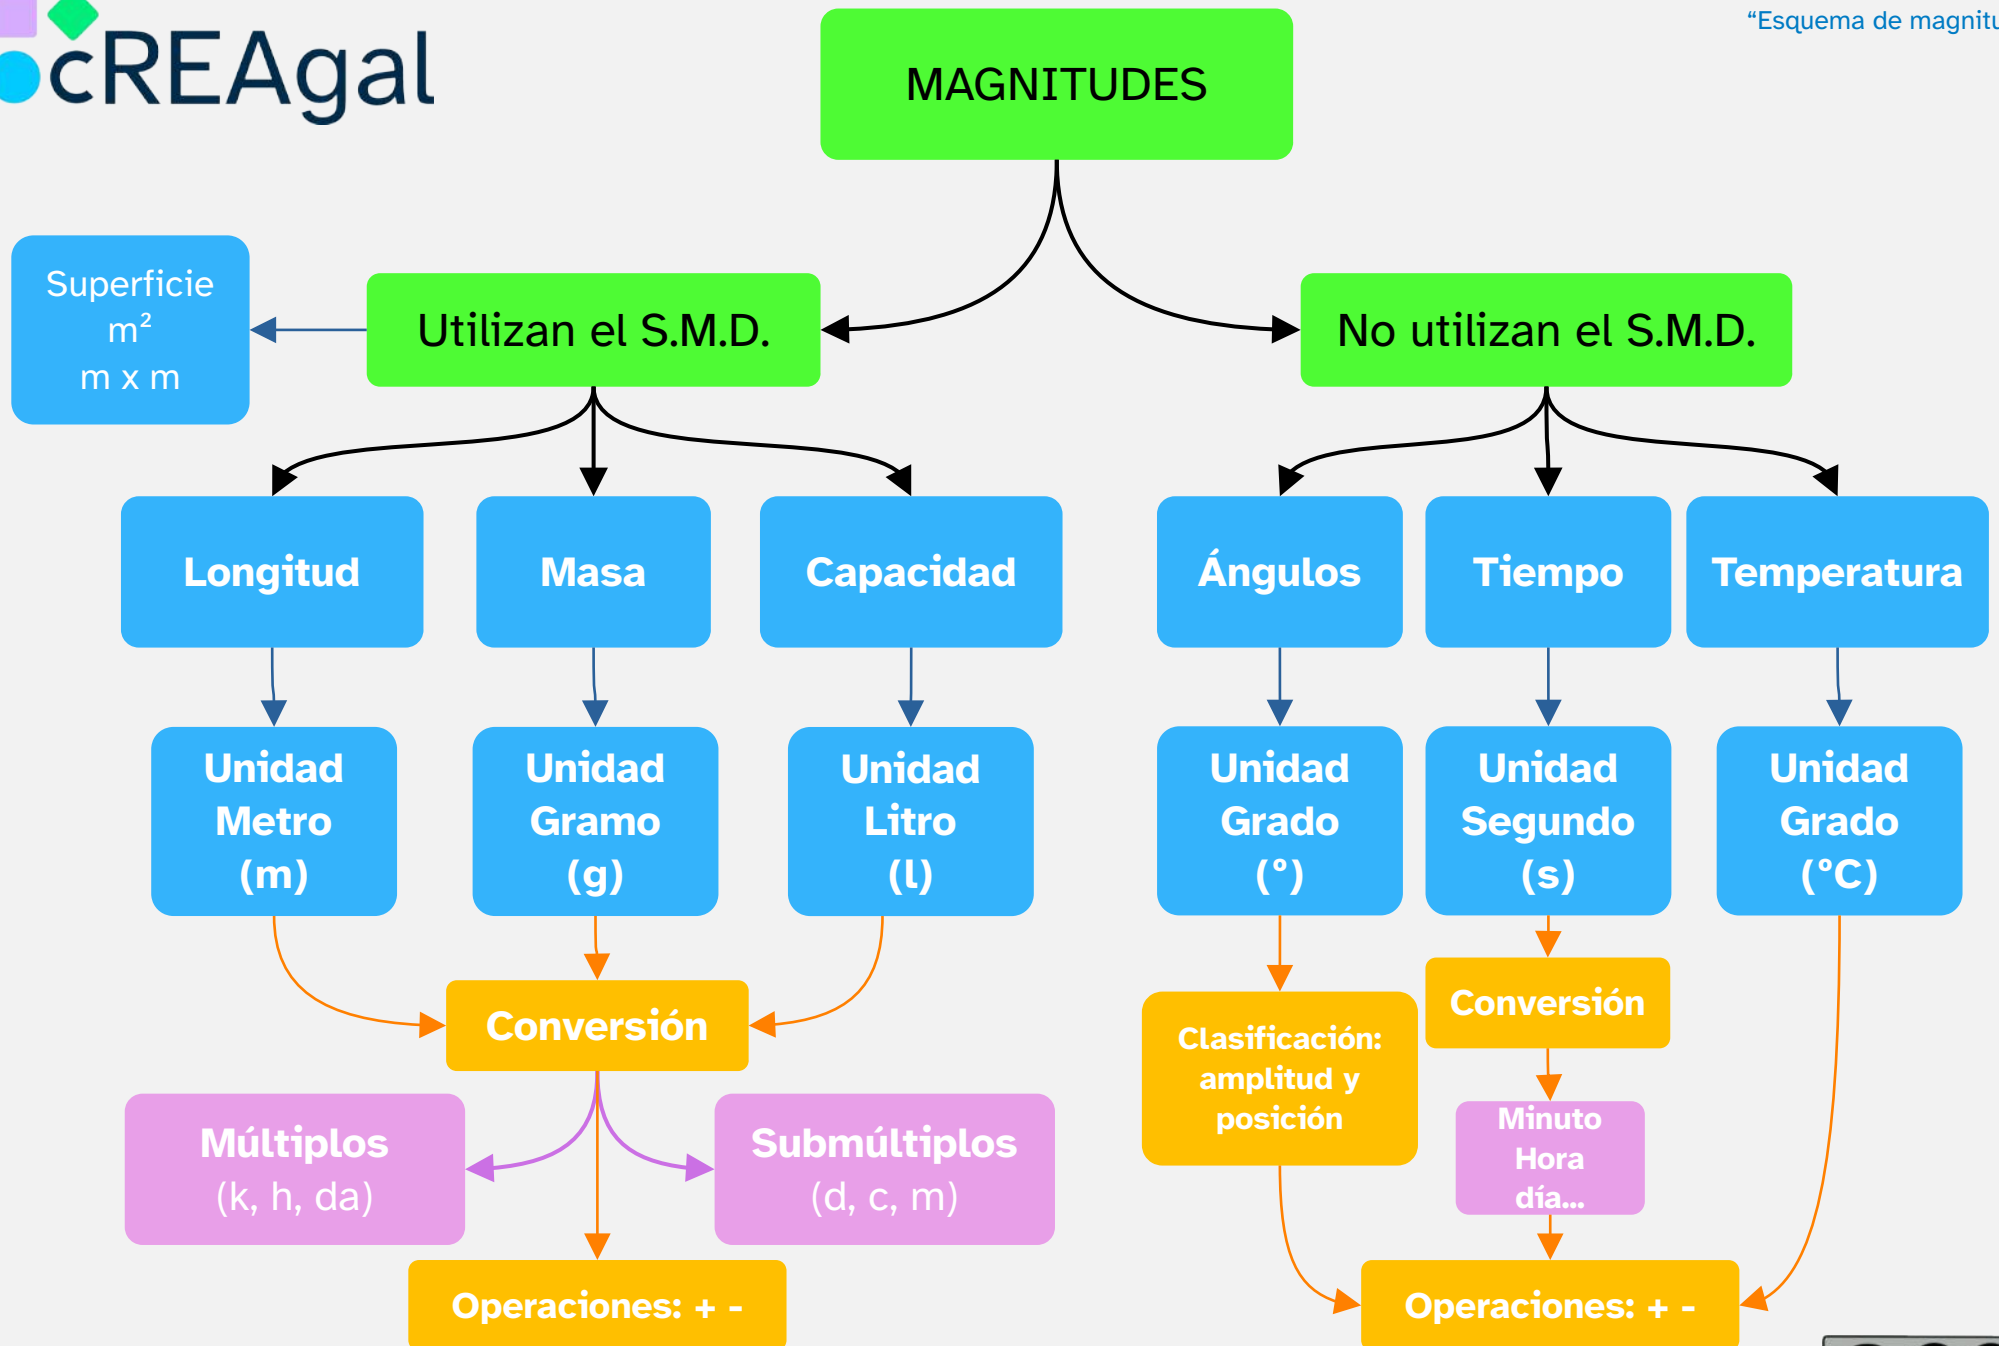 cREAgal
“Esquema de magnitu
MAGNITUDES
Superficie
m²
m x m
Utilizan el S.M.D.
No utilizan el S.M.D.
Longitud
Masa
Capacidad
Ángulos
Tiempo
Temperatura
Unidad
Metro
(m)
Unidad
Gramo
(g)
Unidad
Litro
(l)
Unidad
Grado
(°)
Unidad
Segundo
(s)
Unidad
Grado
(°C)
Conversión
Clasificación:
amplitud y
posición
Conversión
Múltiplos
(k, h, da)
Submúltiplos
(d, c, m)
Minuto
Hora
día...
Operaciones: + -
Operaciones: + -